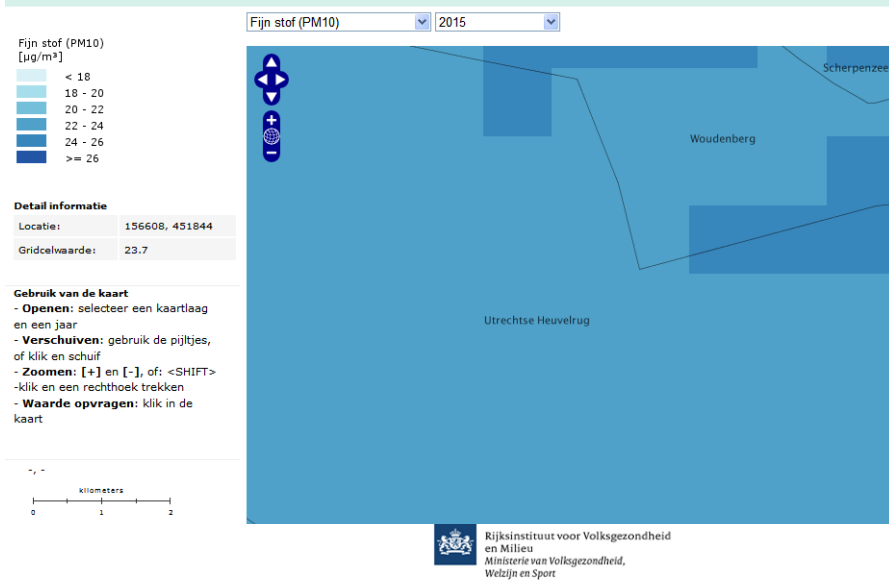 Fijn stof (PM10) 2015
Fijn stof (PM10)
[µg/m³]
< 18
18 - 20
20 - 22
22 - 24
24 - 26
>= 26
Detail informatie
Locatie: 156608, 451844
Gridcelwaarde: 23.7
Gebruik van de kaart
- Openen: selecteer een kaartlaag
en een jaar
- Verschuiven: gebruik de pijltjes,
of klik en schuif
- Zoomen: [+] en [-], of: <SHIFT>
-klik en een rechthoek trekken
- Waarde opvragen: klik in de
kaart
-, -
kilometers
0 1 2
Scherpenzee
Woudenberg
Utrechtse Heuvelrug
Rijksinstituut voor Volksgezondheid
en Milieu
Ministerie van Volksgezondheid,
Welzijn en Sport